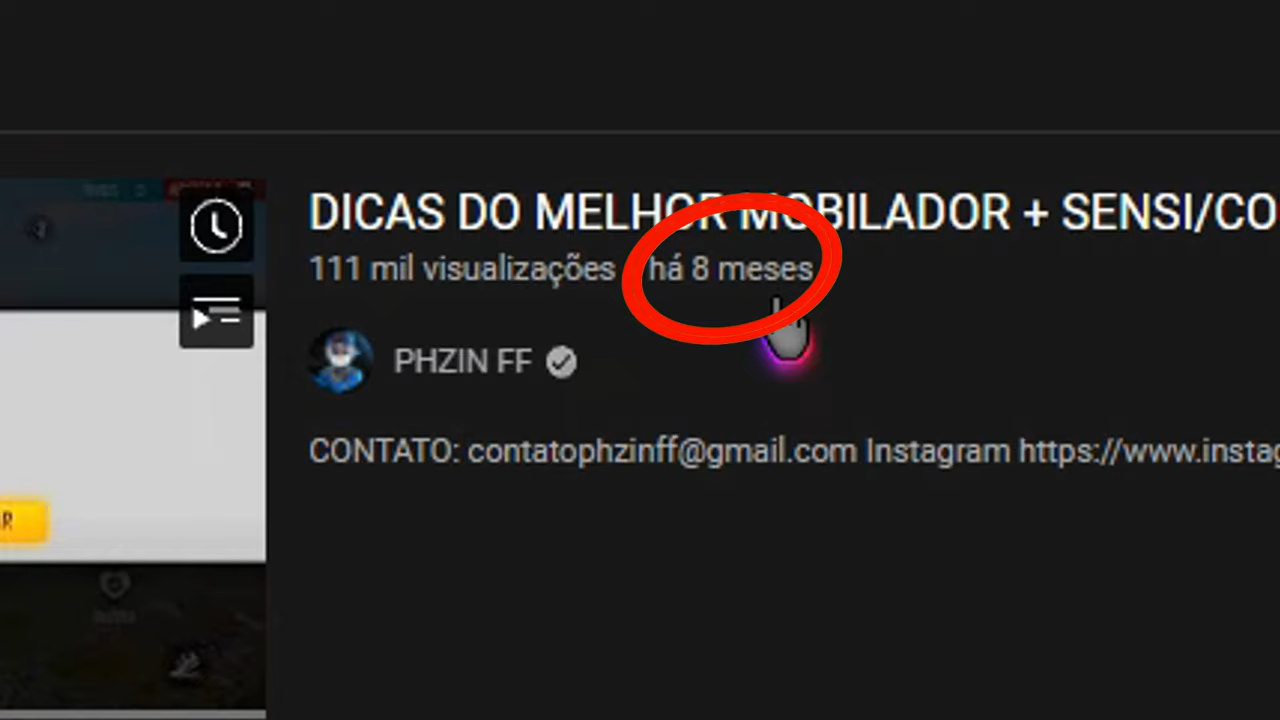 DICAS DO MELHOR MOBILADOR + SENSI/CO
111 mil visualizações há 8 meses
PHZIN FF
CONTATO: contatophzinff@gmail.com Instagram https://www.instag
R